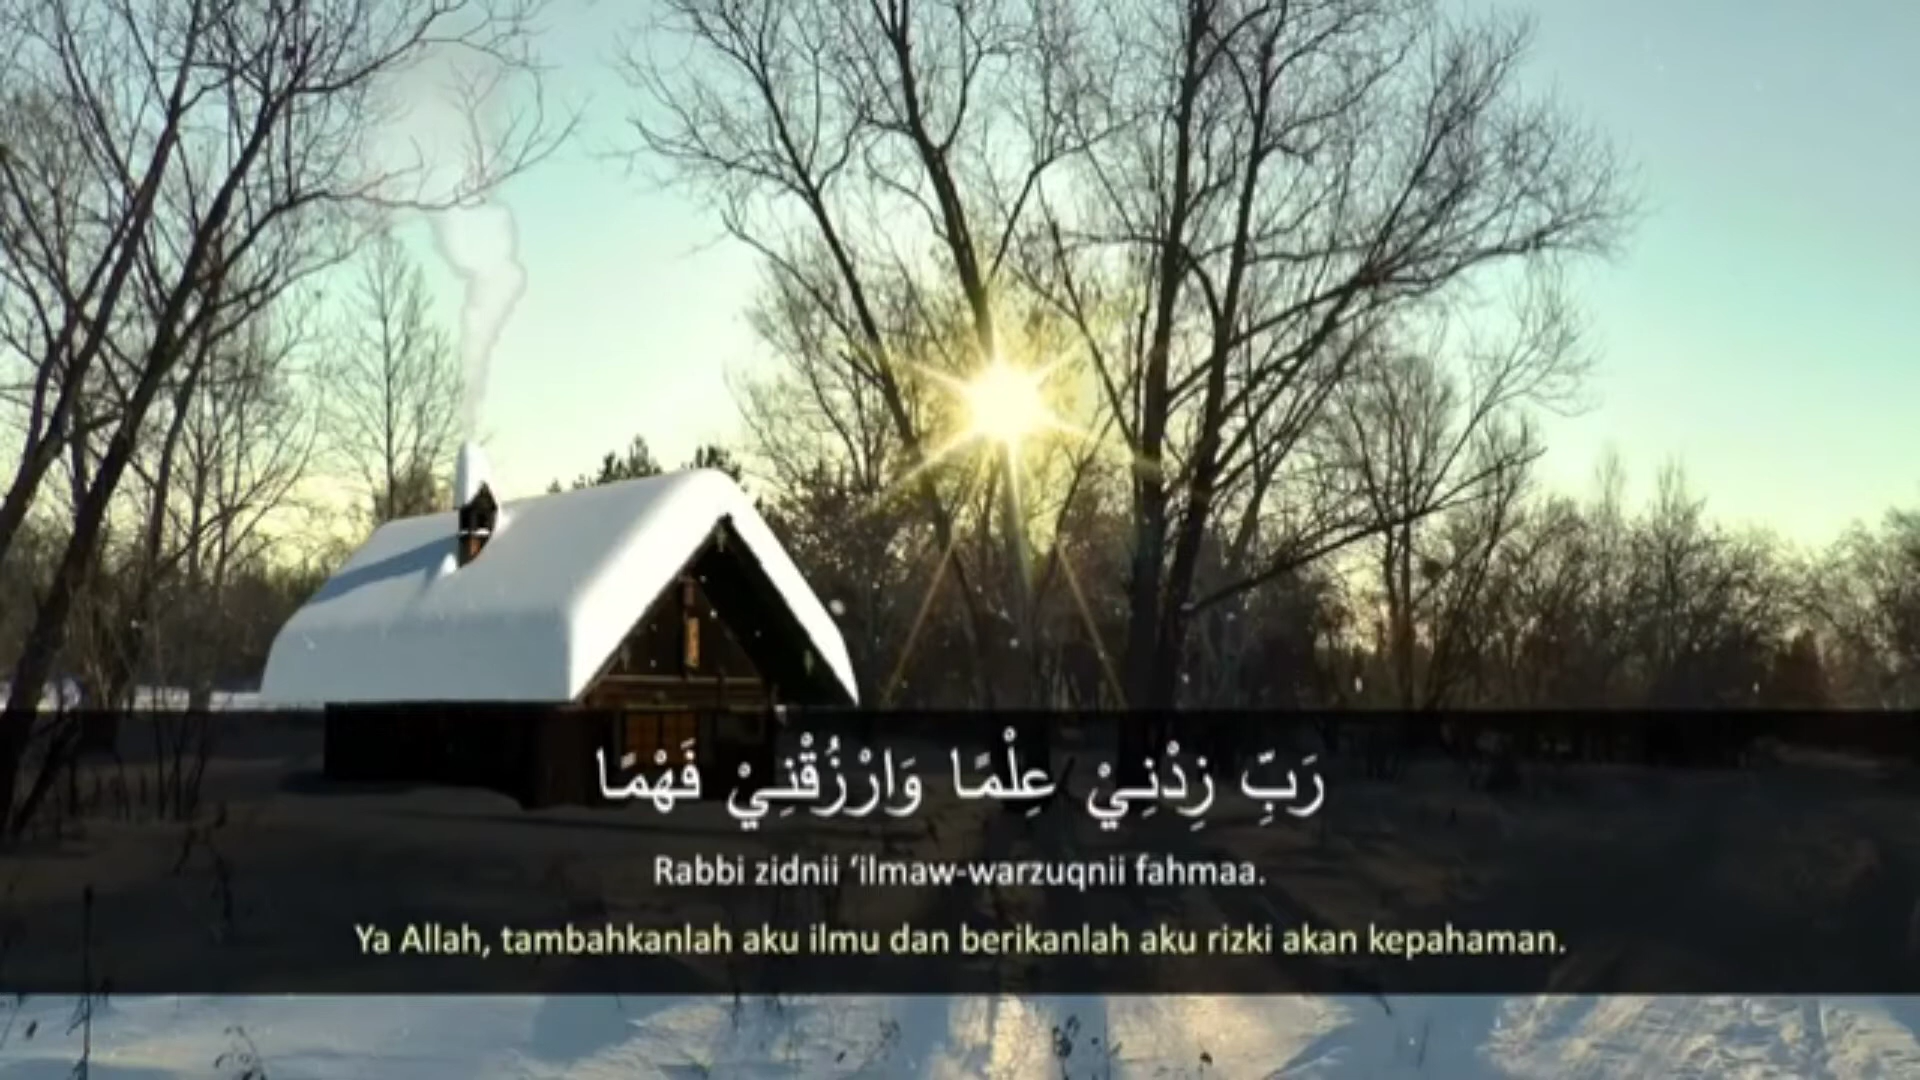 رَبِّ زِدْنِيْ عِلْمًا وَارْزُقْنِيْ فَهْمًا
Rabbi zidnii ‘ilmaw-warzuqnii fahmaa.
Ya Allah, tambahkanlah aku ilmu dan berikanlah aku rizki akan kepahaman.